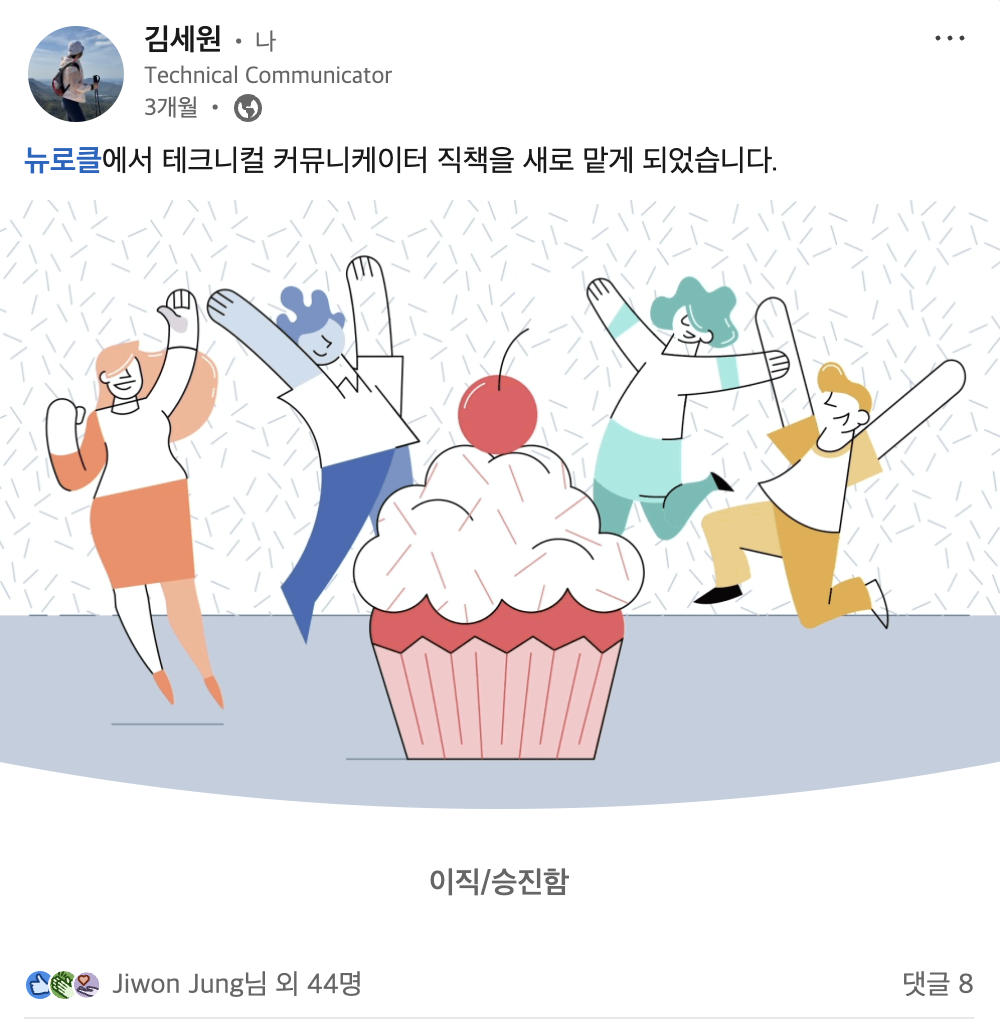 김세원 • 나
Technical Communicator
3개월 •
뉴로클에서 테크니컬 커뮤니케이터 직책을 새로 맡게 되었습니다.
이직/승진함
Jiwon Jung님 외 44명
댓글 8